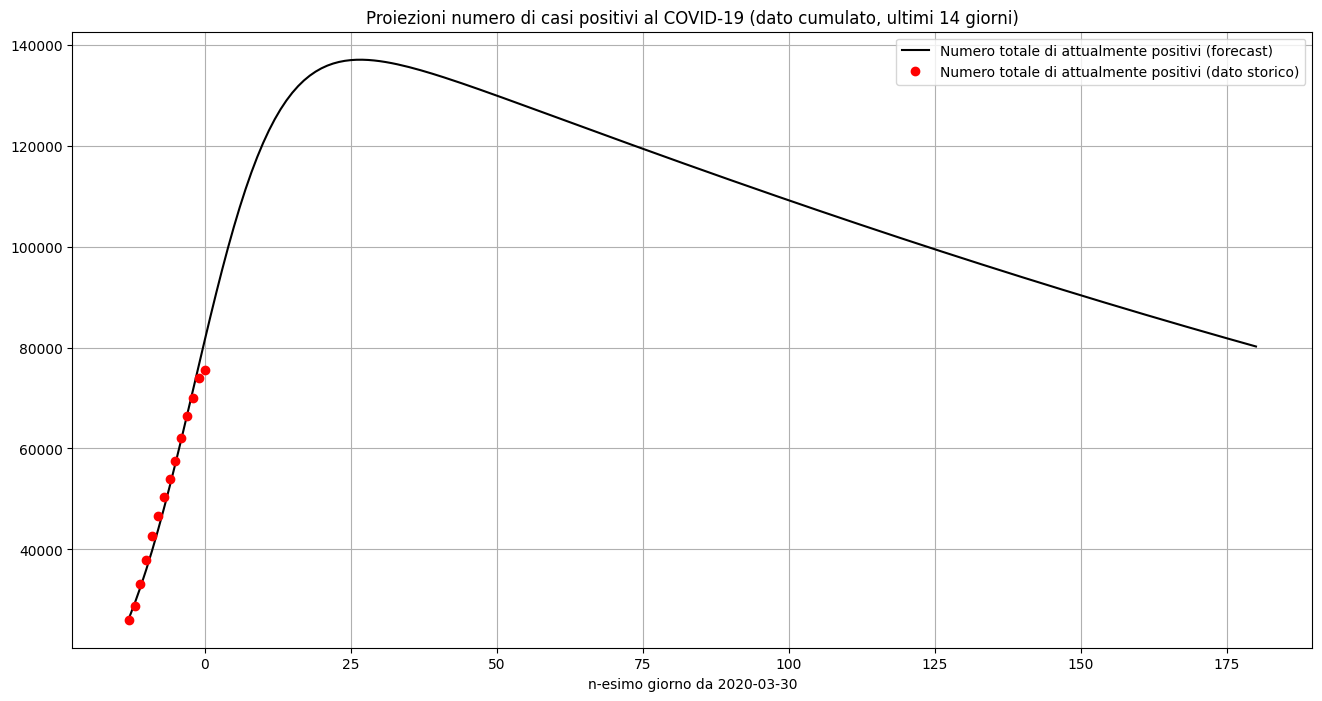 Proiezioni numero di casi positivi al COVID-19 (dato cumulato, ultimi 14 giorni)
140000
120000
100000
80000
60000
40000
Numero totale di attualmente positivi (forecast)
Numero totale di attualmente positivi (dato storico)
0 25 50 75 100 125 150 175
n-esimo giorno da 2020-03-30